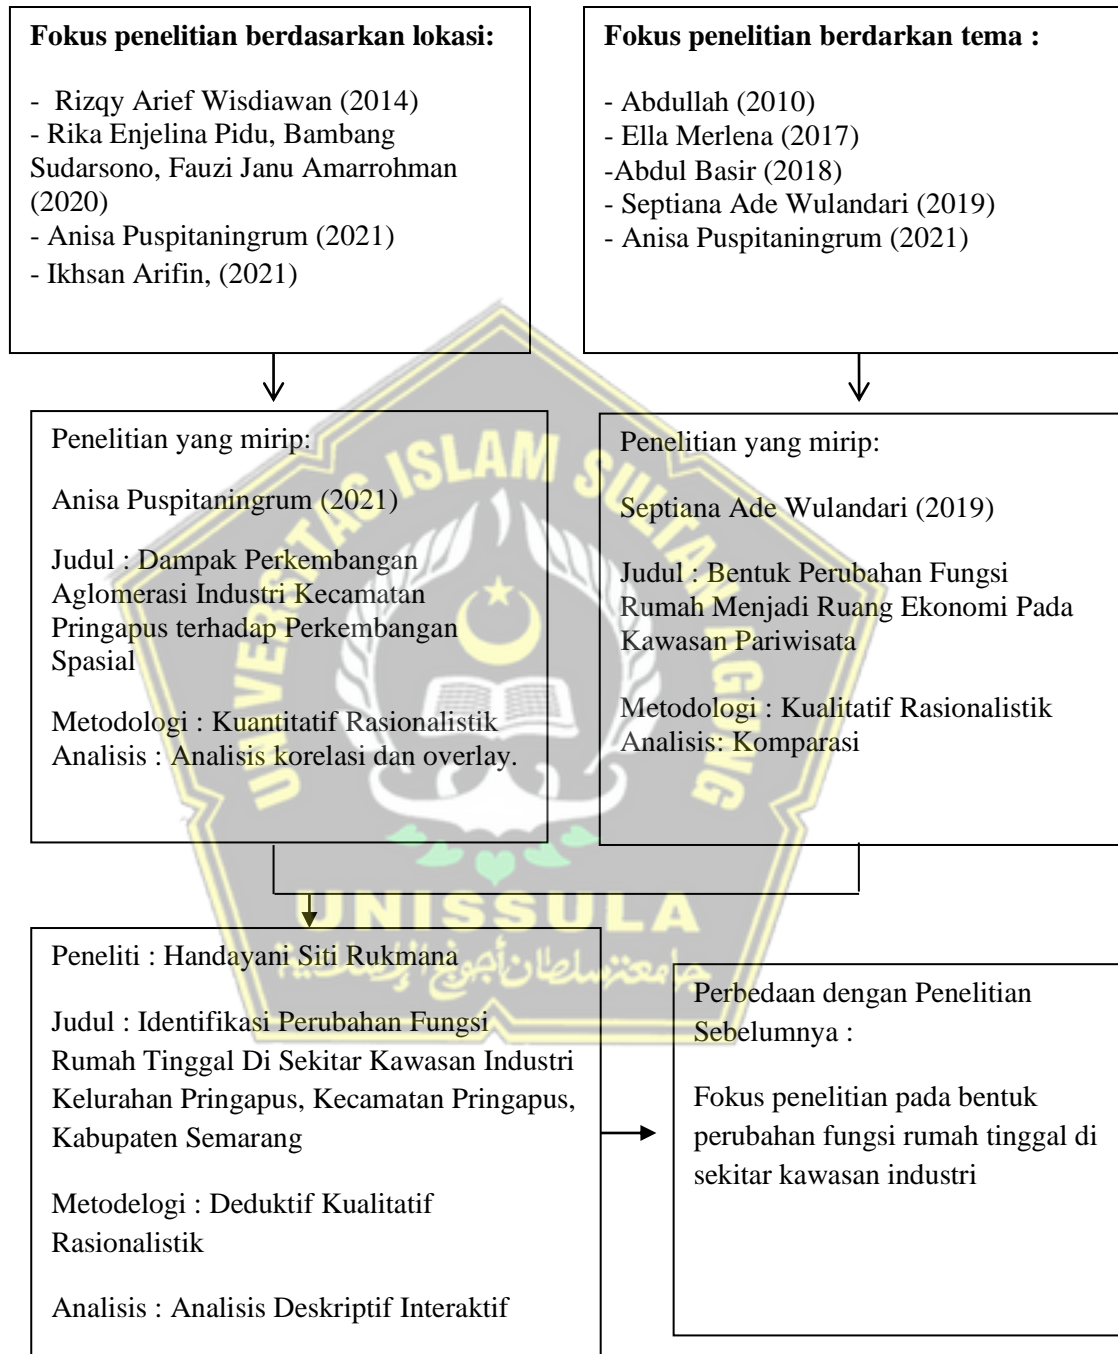 Fokus penelitian berdasarkan lokasi:
- Rizqy Arief Wisdiawan (2014)
- Rika Enjelina Pidu, Bambang
Sudarsono, Fauzi Janu Amarrohman
(2020)
- Anisa Puspitaningrum (2021)
- Ikhsan Arifin, (2021)
Fokus penelitian berdarkan tema :
- Abdullah (2010)
- Ella Merlena (2017)
-Abdul Basir (2018)
- Septiana Ade Wulandari (2019)
- Anisa Puspitaningrum (2021)
Penelitian yang mirip:
Anisa Puspitaningrum (2021)
Judul : Dampak Perkembangan
Aglomerasi Industri Kecamatan
Pringapus terhadap Perkembangan
Spasial
Metodologi : Kuantitatif Rasionalistik
Analisis : Analisis korelasi dan overlay.
Penelitian yang mirip:
Septiana Ade Wulandari (2019)
Judul : Bentuk Perubahan Fungsi
Rumah Menjadi Ruang Ekonomi Pada
Kawasan Pariwisata
Metodologi : Kualitatif Rasionalistik
Analisis: Komparasi
UNIVERSITAS ISLAM SULTAN AGUNG
UNISSULA
جامعتسلطان أجونج الإسلامية
Peneliti : Handayani Siti Rukmana
Judul : Identifikasi Perubahan Fungsi
Rumah Tinggal Di Sekitar Kawasan Industri
Kelurahan Pringapus, Kecamatan Pringapus,
Kabupaten Semarang
Metodelogi : Deduktif Kualitatif
Rasionalistik
Analisis : Analisis Deskriptif Interaktif
Perbedaan dengan Penelitian
Sebelumnya :
Fokus penelitian pada bentuk
perubahan fungsi rumah tinggal di
sekitar kawasan industri